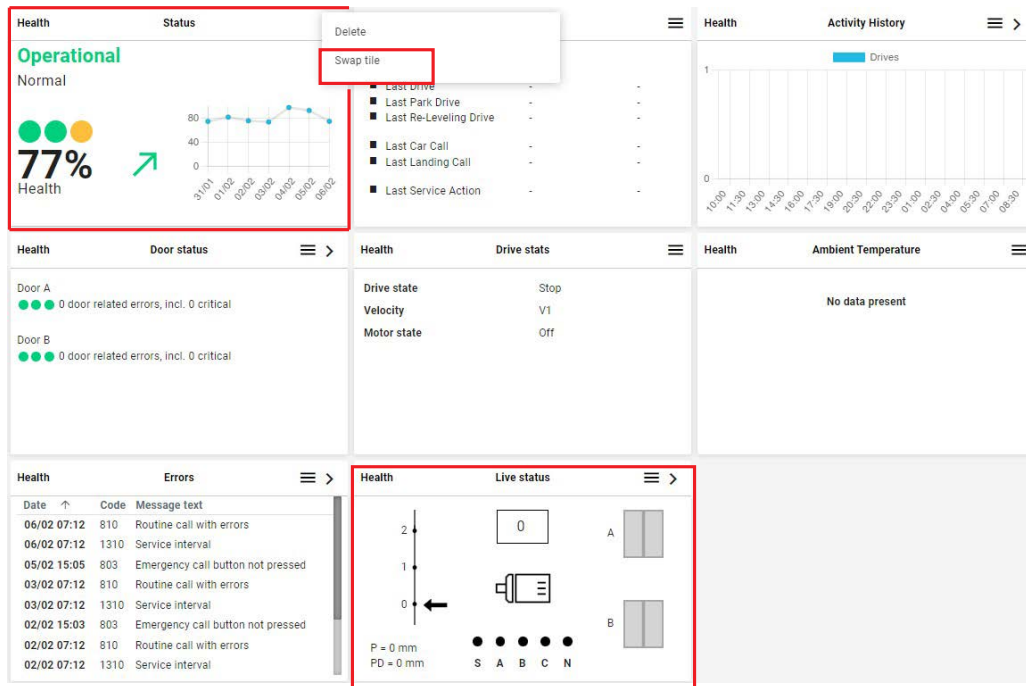 Health Status
Operational
Normal
77%
Health
80
40
0
31/01 01/02 02/02 03/02 04/02 05/02 06/02
Delete
Swap tile
Last Drive - -
Last Park Drive - -
Last Re-Leveling Drive - -
Last Car Call - -
Last Landing Call - -
Last Service Action - -
Health Activity History
Drives
1
0
10:00 11:30 13:00 14:30 16:00 17:30 19:00 20:30 22:00 23:30 01:00 02:30 04:00 05:30 07:00 08:30
Health Door status
Door A
0 door related errors, incl. 0 critical
Door B
0 door related errors, incl. 0 critical
Health Drive stats
Drive state Stop
Velocity V1
Motor state Off
Health Ambient Temperature
No data present
Health Errors
Date Code Message text
06/02 07:12 810 Routine call with errors
06/02 07:12 1310 Service interval
05/02 15:05 803 Emergency call button not pressed
03/02 07:12 810 Routine call with errors
03/02 07:12 1310 Service interval
02/02 15:03 803 Emergency call button not pressed
02/02 07:12 810 Routine call with errors
02/02 07:12 1310 Service interval
Health Live status
2
1
0
P = 0 mm
PD = 0 mm
0
S A B C N
A
B